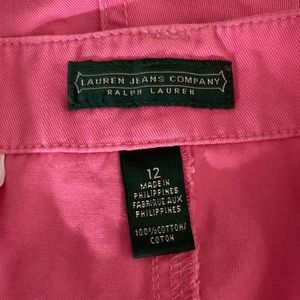 LAUREN JEANS COMPANY
RALPH LAUREN
12
MADE IN
PHILIPPINES
FABRIQUE AUX
PHILIPPINES
100%COTTON/
COTON